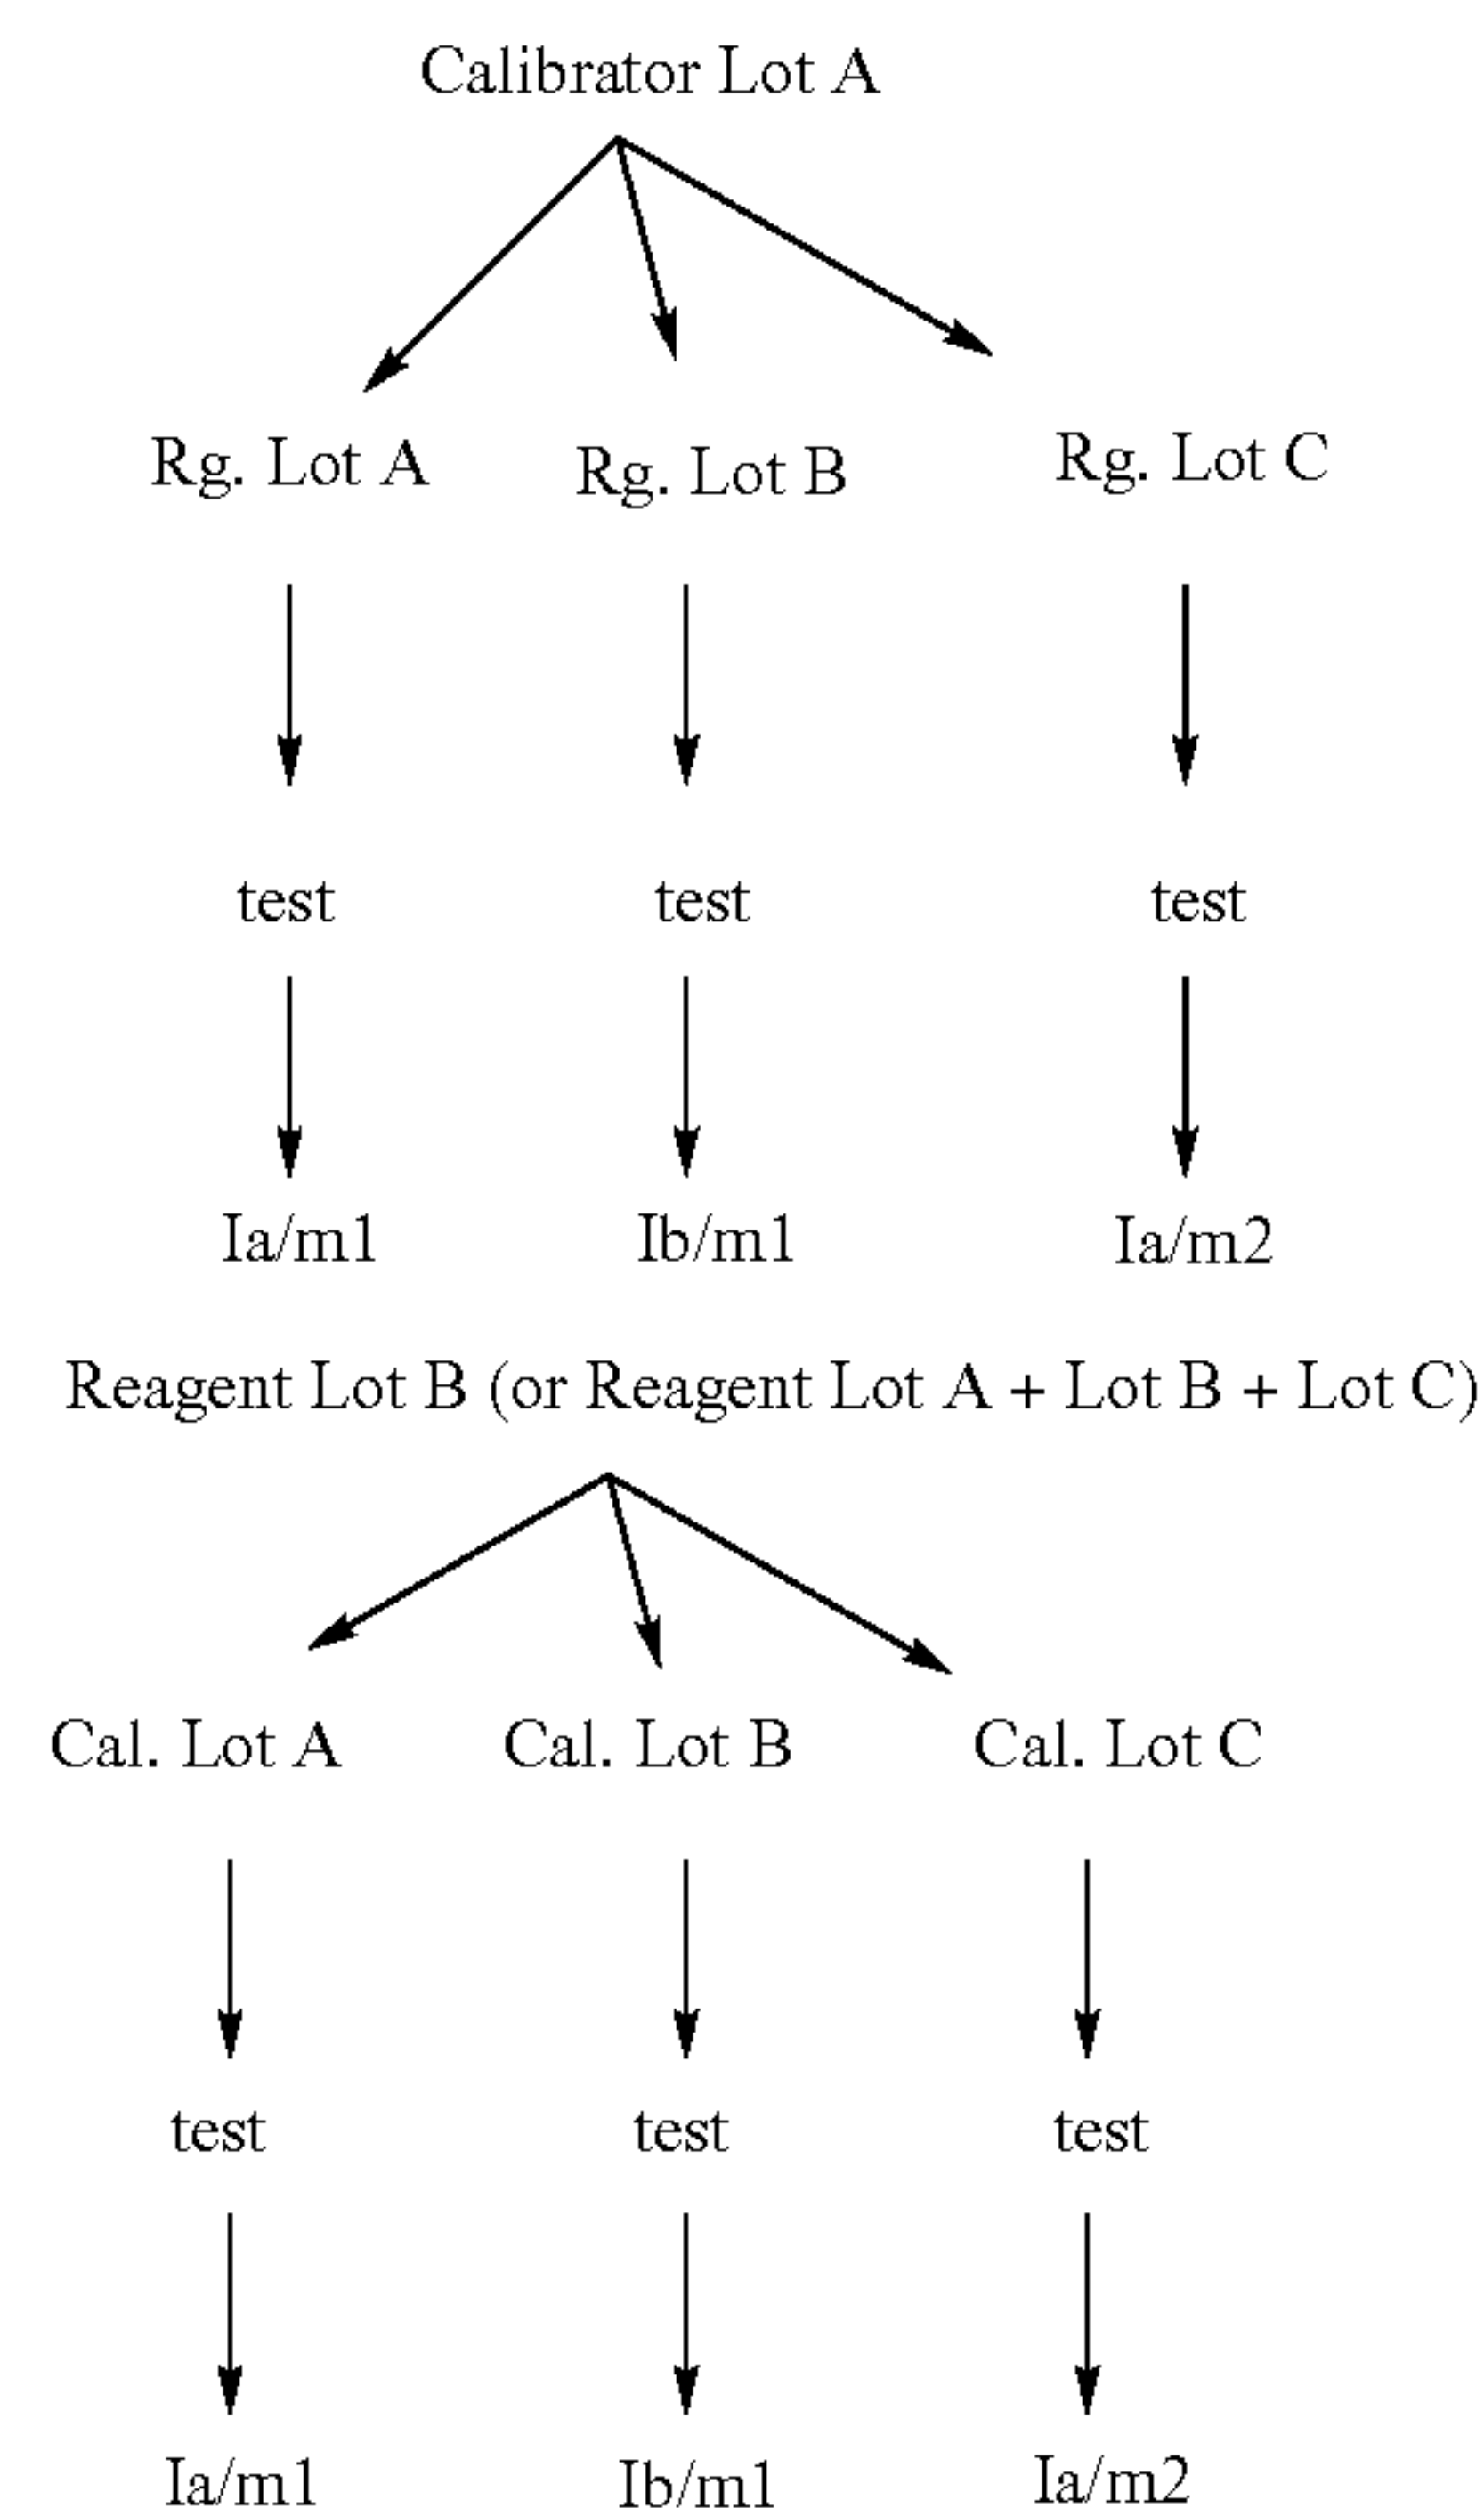 Calibrator Lot A
Rg. Lot A Rg. Lot B Rg. Lot C
test test test
Ia/m1 Ib/m1 Ia/m2
Reagent Lot B (or Reagent Lot A + Lot B + Lot C)
Cal. Lot A Cal. Lot B Cal. Lot C
test test test
Ia/m1 Ib/m1 Ia/m2